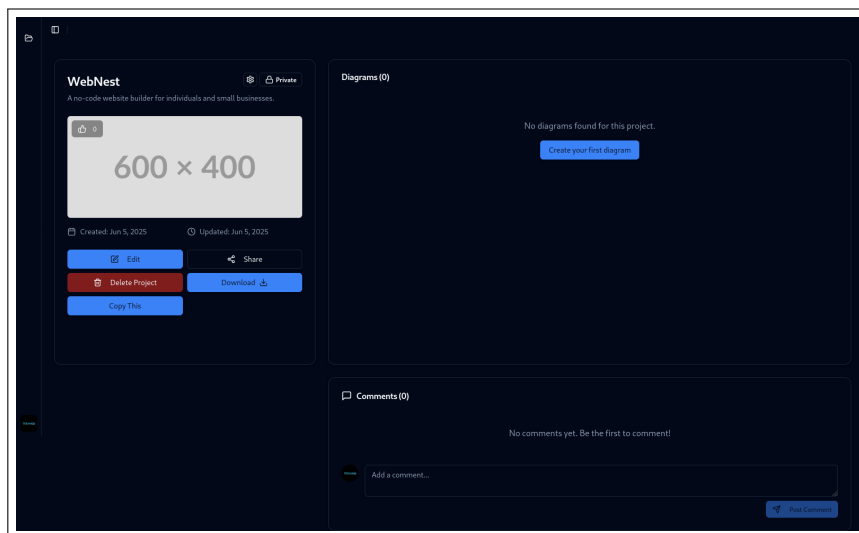 WebNest
Private
A no-code website builder for individuals and small businesses.
0
600 × 400
Created: Jun 5, 2025
Updated: Jun 5, 2025
Edit
Share
Delete Project
Download
Copy This
Diagrams (0)
No diagrams found for this project.
Create your first diagram
Comments (0)
No comments yet. Be the first to comment!
Add a comment...
Post Comment